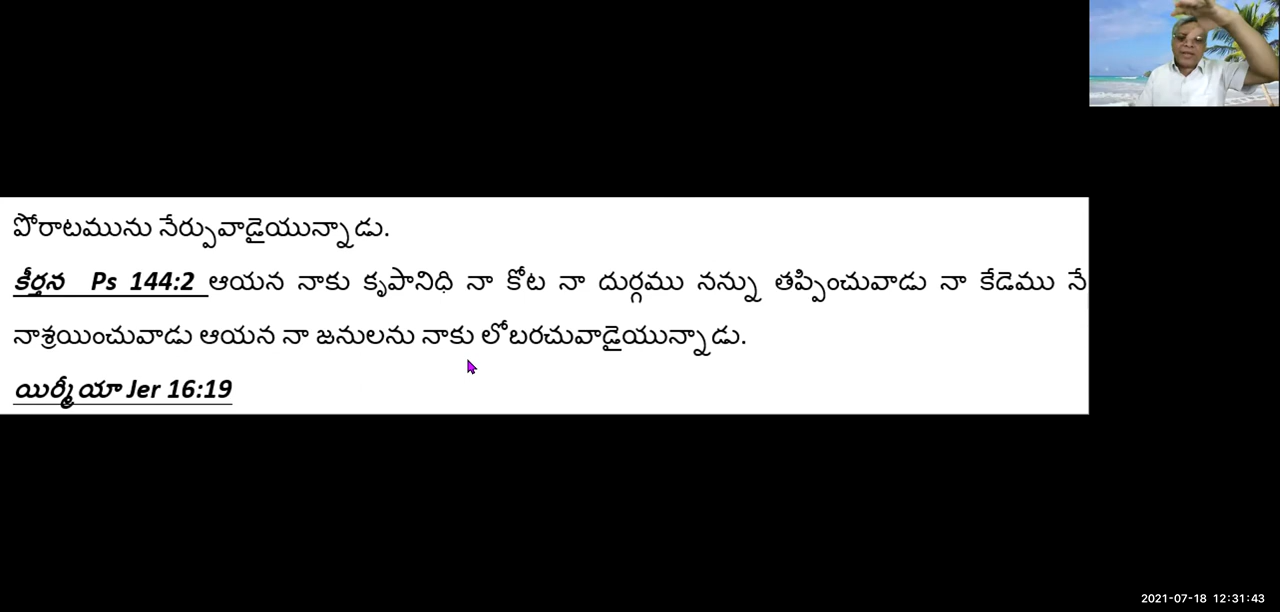 పోరాటమును నేర్పువాడైయున్నాడు.
కీర్తన Ps 144:2 ఆయన నాకు కృపానిధి నా కోట నా దుర్గము నన్ను తప్పించువాడు నా కేడెము నే
నాశ్రయించువాడు ఆయన నా జనులను నాకు లోబరచువాడైయున్నాడు.
యిర్మీయా Jer 16:19
2021-07-18 12:31:43